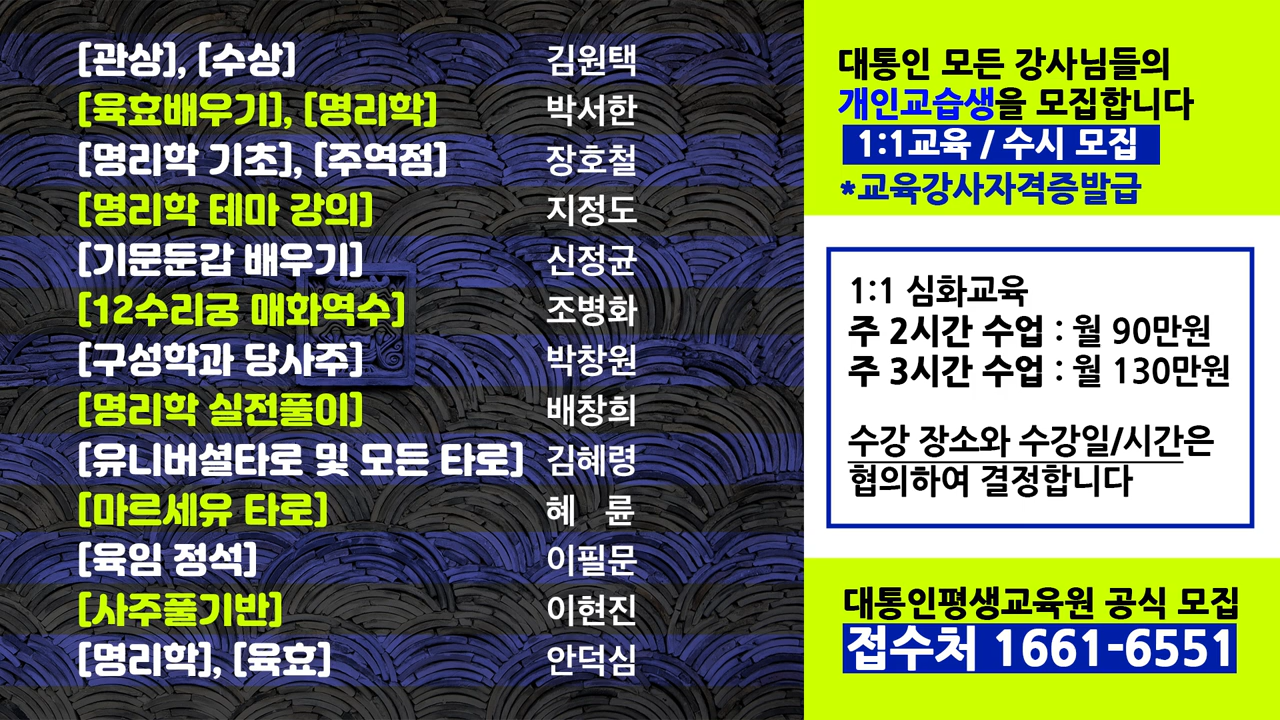 [관상], [수상] 김원택
[육효배우기], [명리학] 박서한
[명리학 기초], [주역점] 장호철
[명리학 테마 강의] 지정도
[기문둔갑 배우기] 신정균
[12수리궁 매화역수] 조병화
[구성학과 당사주] 박창원
[명리학 실전풀이] 배창희
[유니버셜타로 및 모든 타로] 김혜령
[마르세유 타로] 혜 륜
[육임 정석] 이필문
[사주풀기반] 이현진
[명리학], [육효] 안덕심
대통인 모든 강사님들의
개인교습생을 모집합니다
1:1교육 / 수시 모집
*교육강사자격증발급
1:1 심화교육
주 2시간 수업 : 월 90만원
주 3시간 수업 : 월 130만원
수강 장소와 수강일/시간은
협의하여 결정합니다
대통인평생교육원 공식 모집
접수처 1661-6551